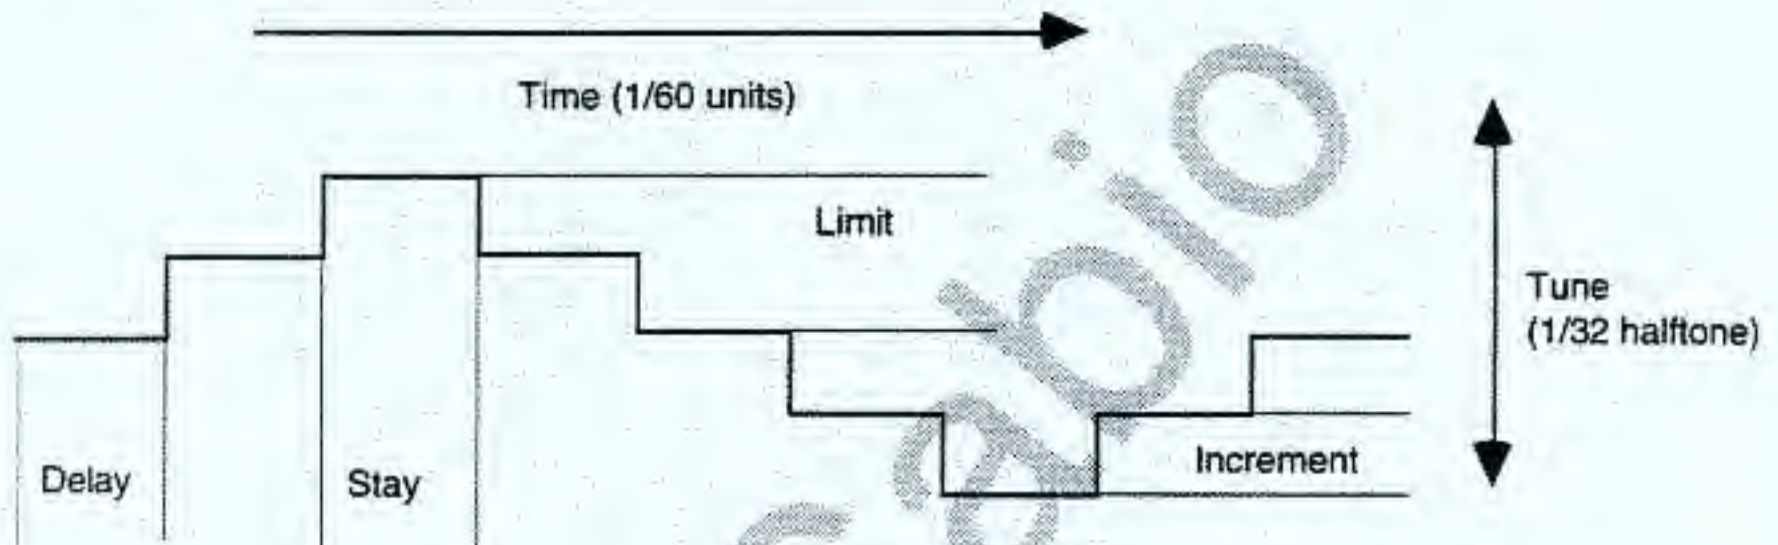 Time (1/60 units)
Limit
Tune
(1/32 halftone)
Delay
Stay
Increment